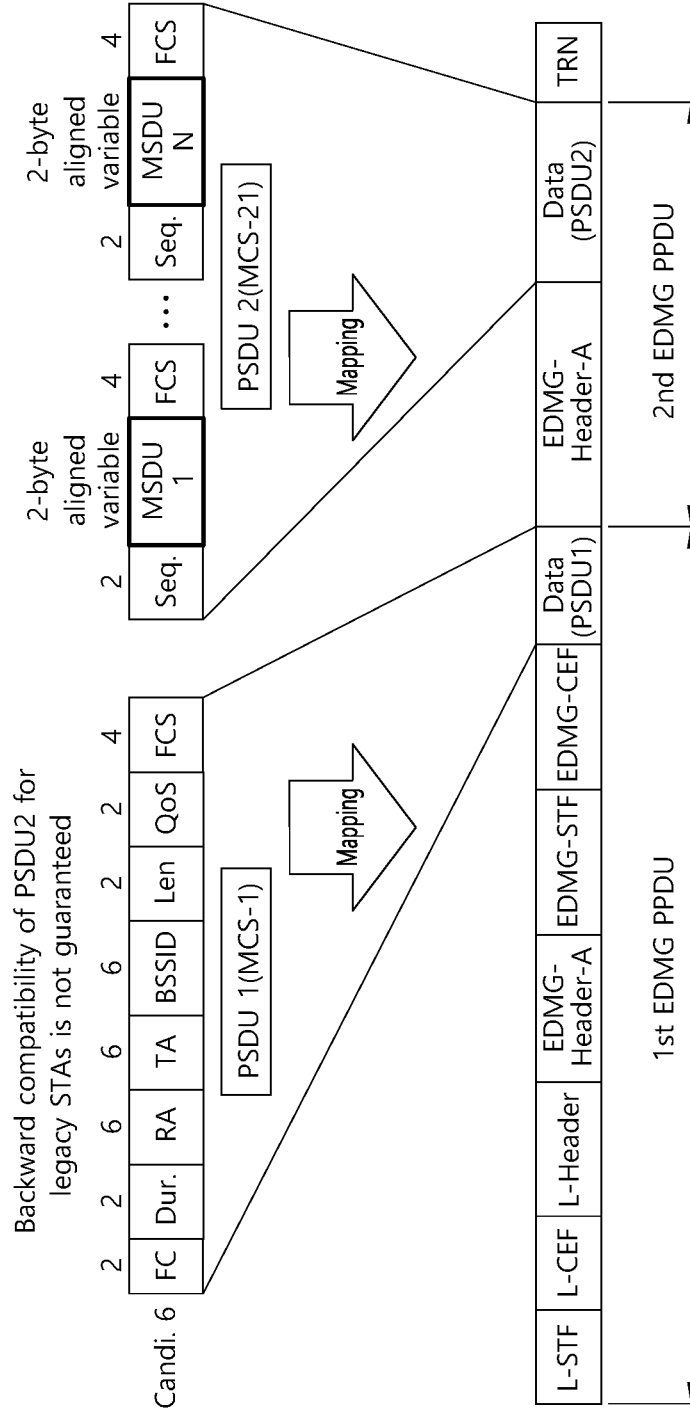 Backward compatibility of PSDU2 for
legacy STAs is not guaranteed
2-byte
aligned
variable
2-byte
aligned
variable
2 2 6 6 6 2 2 4 2 4 2 4
Candi. 6 FC Dur. RA TA BSSID Len QoS FCS Seq. MSDU 1 FCS ... Seq. MSDU N FCS
PSDU 1(MCS-1) PSDU 2(MCS-21)
Mapping Mapping
L-STF L-CEF L-Header EDMG-Header-A EDMG-STF EDMG-CEF Data (PSDU1) EDMG-Header-A Data (PSDU2) TRN
1st EDMG PPDU 2nd EDMG PPDU